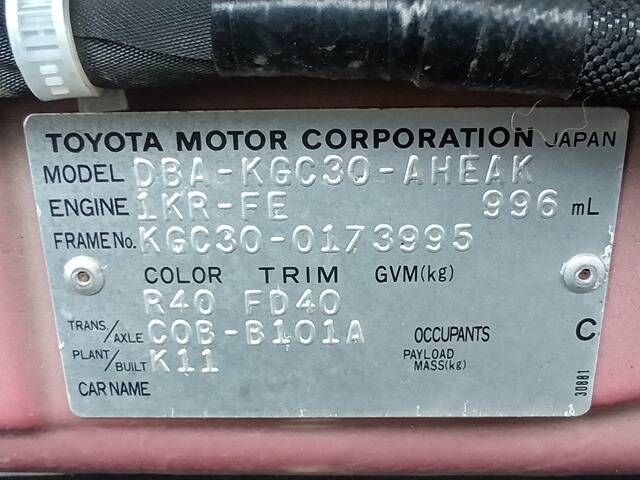 TOYOTA MOTOR CORPORATION JAPAN
MODEL DBA-KGC30-AHEAK
ENGINE 1KR-FE 996 mL
FRAME No. KGC30-0173995
COLOR TRIM GVM(kg)
R40 FD40
TRANS./AXLE C0B-B101A OCCUPANTS C
PLANT/BUILT K11 PAYLOAD MASS(kg)
CAR NAME
30881